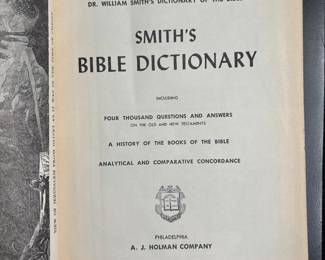 DR. WILLIAM SMITH'S DICTIONARY OF THE BIBLE
SMITH'S
BIBLE DICTIONARY
INCLUDING
FOUR THOUSAND QUESTIONS AND ANSWERS
ON THE OLD AND NEW TESTAMENTS
A HISTORY OF THE BOOKS OF THE BIBLE
ANALYTICAL AND COMPARATIVE CONCORDANCE
PHILADELPHIA
A. J. HOLMAN COMPANY